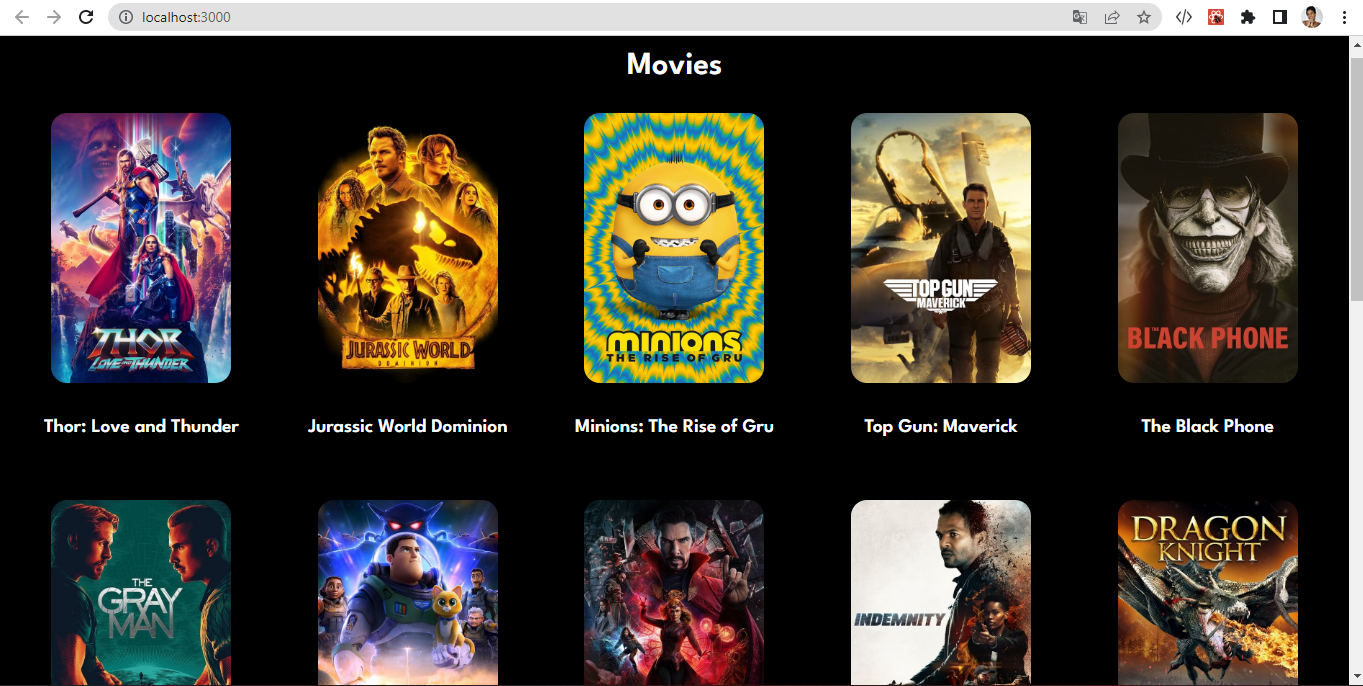 localhost:3000
Movies
THOR
LOVE AND THUNDER
JURASSIC WORLD
DOMINION
minions
THE RISE OF GRU
TOP GUN
MAVERICK
THE
BLACK PHONE
Thor: Love and Thunder
Jurassic World Dominion
Minions: The Rise of Gru
Top Gun: Maverick
The Black Phone
THE
GRAY
MAN
INDEMNITY
DRAGON
KNIGHT